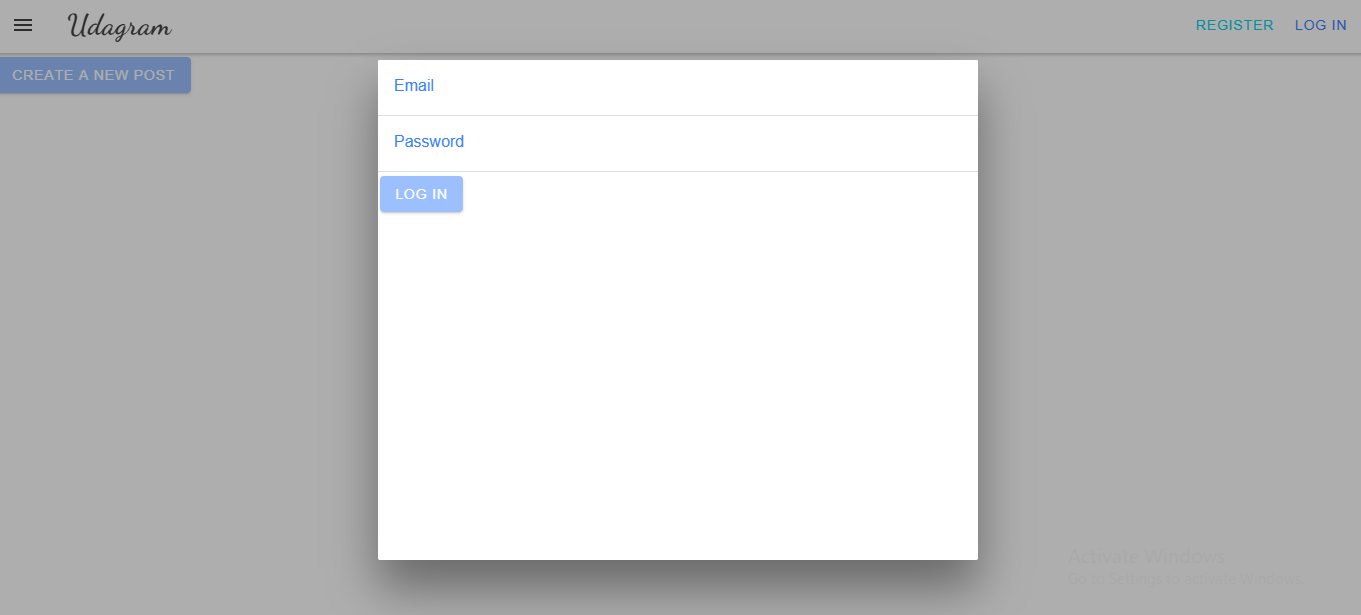 Udagram
REGISTER
LOG IN
CREATE A NEW POST
Email
Password
LOG IN
Activate Windows
Go to Settings to activate Windows.